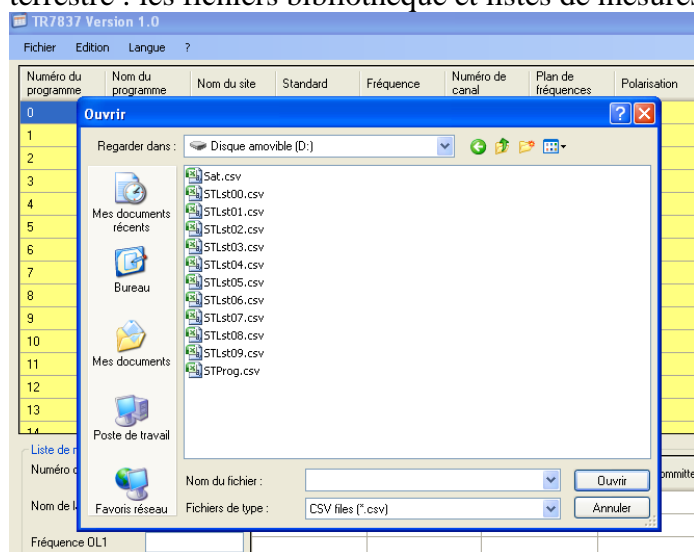 terrestre : les fichiers bibliothèque et listes de mesures
TR7837 Version 1.0
Fichier Edition Langue ?
Numéro du programme Nom du programme Nom du site Standard Fréquence Numéro de canal Plan de fréquences Polarisation
0
1
2
3
4
5
6
7
8
9
10
11
12
13
14
Ouvrir
Regarder dans : Disque amovible (D:)
Mes documents récents
Bureau
Mes documents
Poste de travail
Favoris réseau
Sat.csv
STLst00.csv
STLst01.csv
STLst02.csv
STLst03.csv
STLst04.csv
STLst05.csv
STLst06.csv
STLst07.csv
STLst08.csv
STLst09.csv
STProg.csv
Nom du fichier : Ouvrir
Fichiers de type : CSV files (*.csv) Annuler
Liste de
Numéro
Nom de
Fréquence OL1